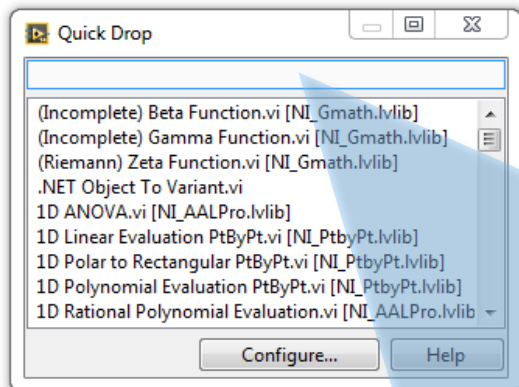 Quick Drop
(Incomplete) Beta Function.vi [NI_Gmath.lvlib]
(Incomplete) Gamma Function.vi [NI_Gmath.lvlib]
(Riemann) Zeta Function.vi [NI_Gmath.lvlib]
.NET Object To Variant.vi
1D ANOVA.vi [NI_AALPro.lvlib]
1D Linear Evaluation PtByPt.vi [NI_PtbyPt.lvlib]
1D Polar to Rectangular PtByPt.vi [NI_PtbyPt.lvlib]
1D Polynomial Evaluation PtByPt.vi [NI_PtbyPt.lvlib]
1D Rational Polynomial Evaluation.vi [NI_AALPro.lvlib
Configure...
Help